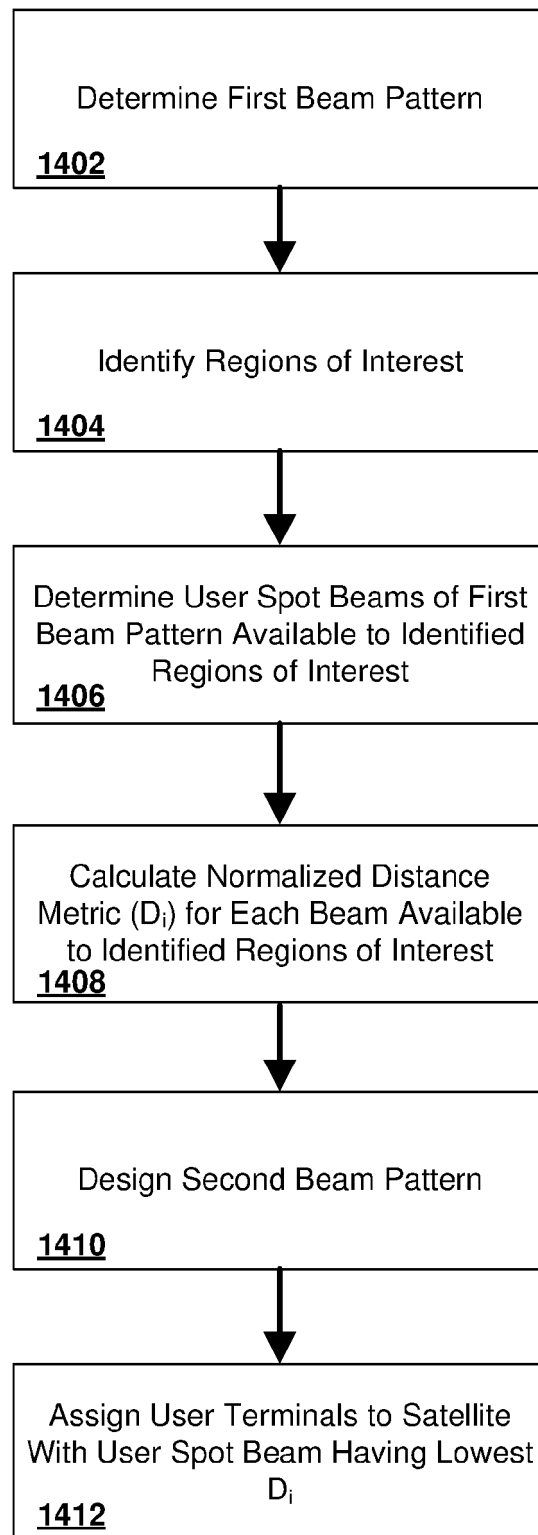 Determine First Beam Pattern
1402
Identify Regions of Interest
1404
Determine User Spot Beams of First
Beam Pattern Available to Identified
Regions of Interest
1406
Calculate Normalized Distance
Metric (Dᵢ) for Each Beam Available
to Identified Regions of Interest
1408
Design Second Beam Pattern
1410
Assign User Terminals to Satellite
With User Spot Beam Having Lowest
Dᵢ
1412